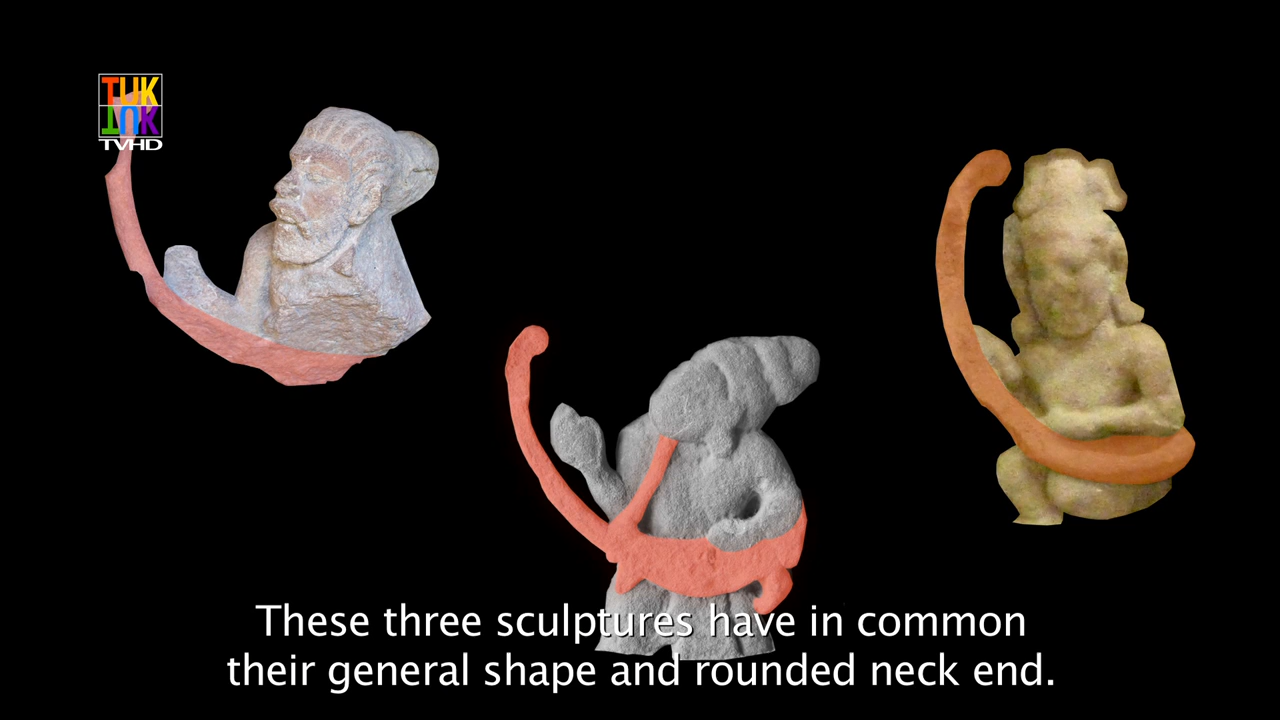 TUK
TUK
TVHD
These three sculptures have in common
their general shape and rounded neck end.